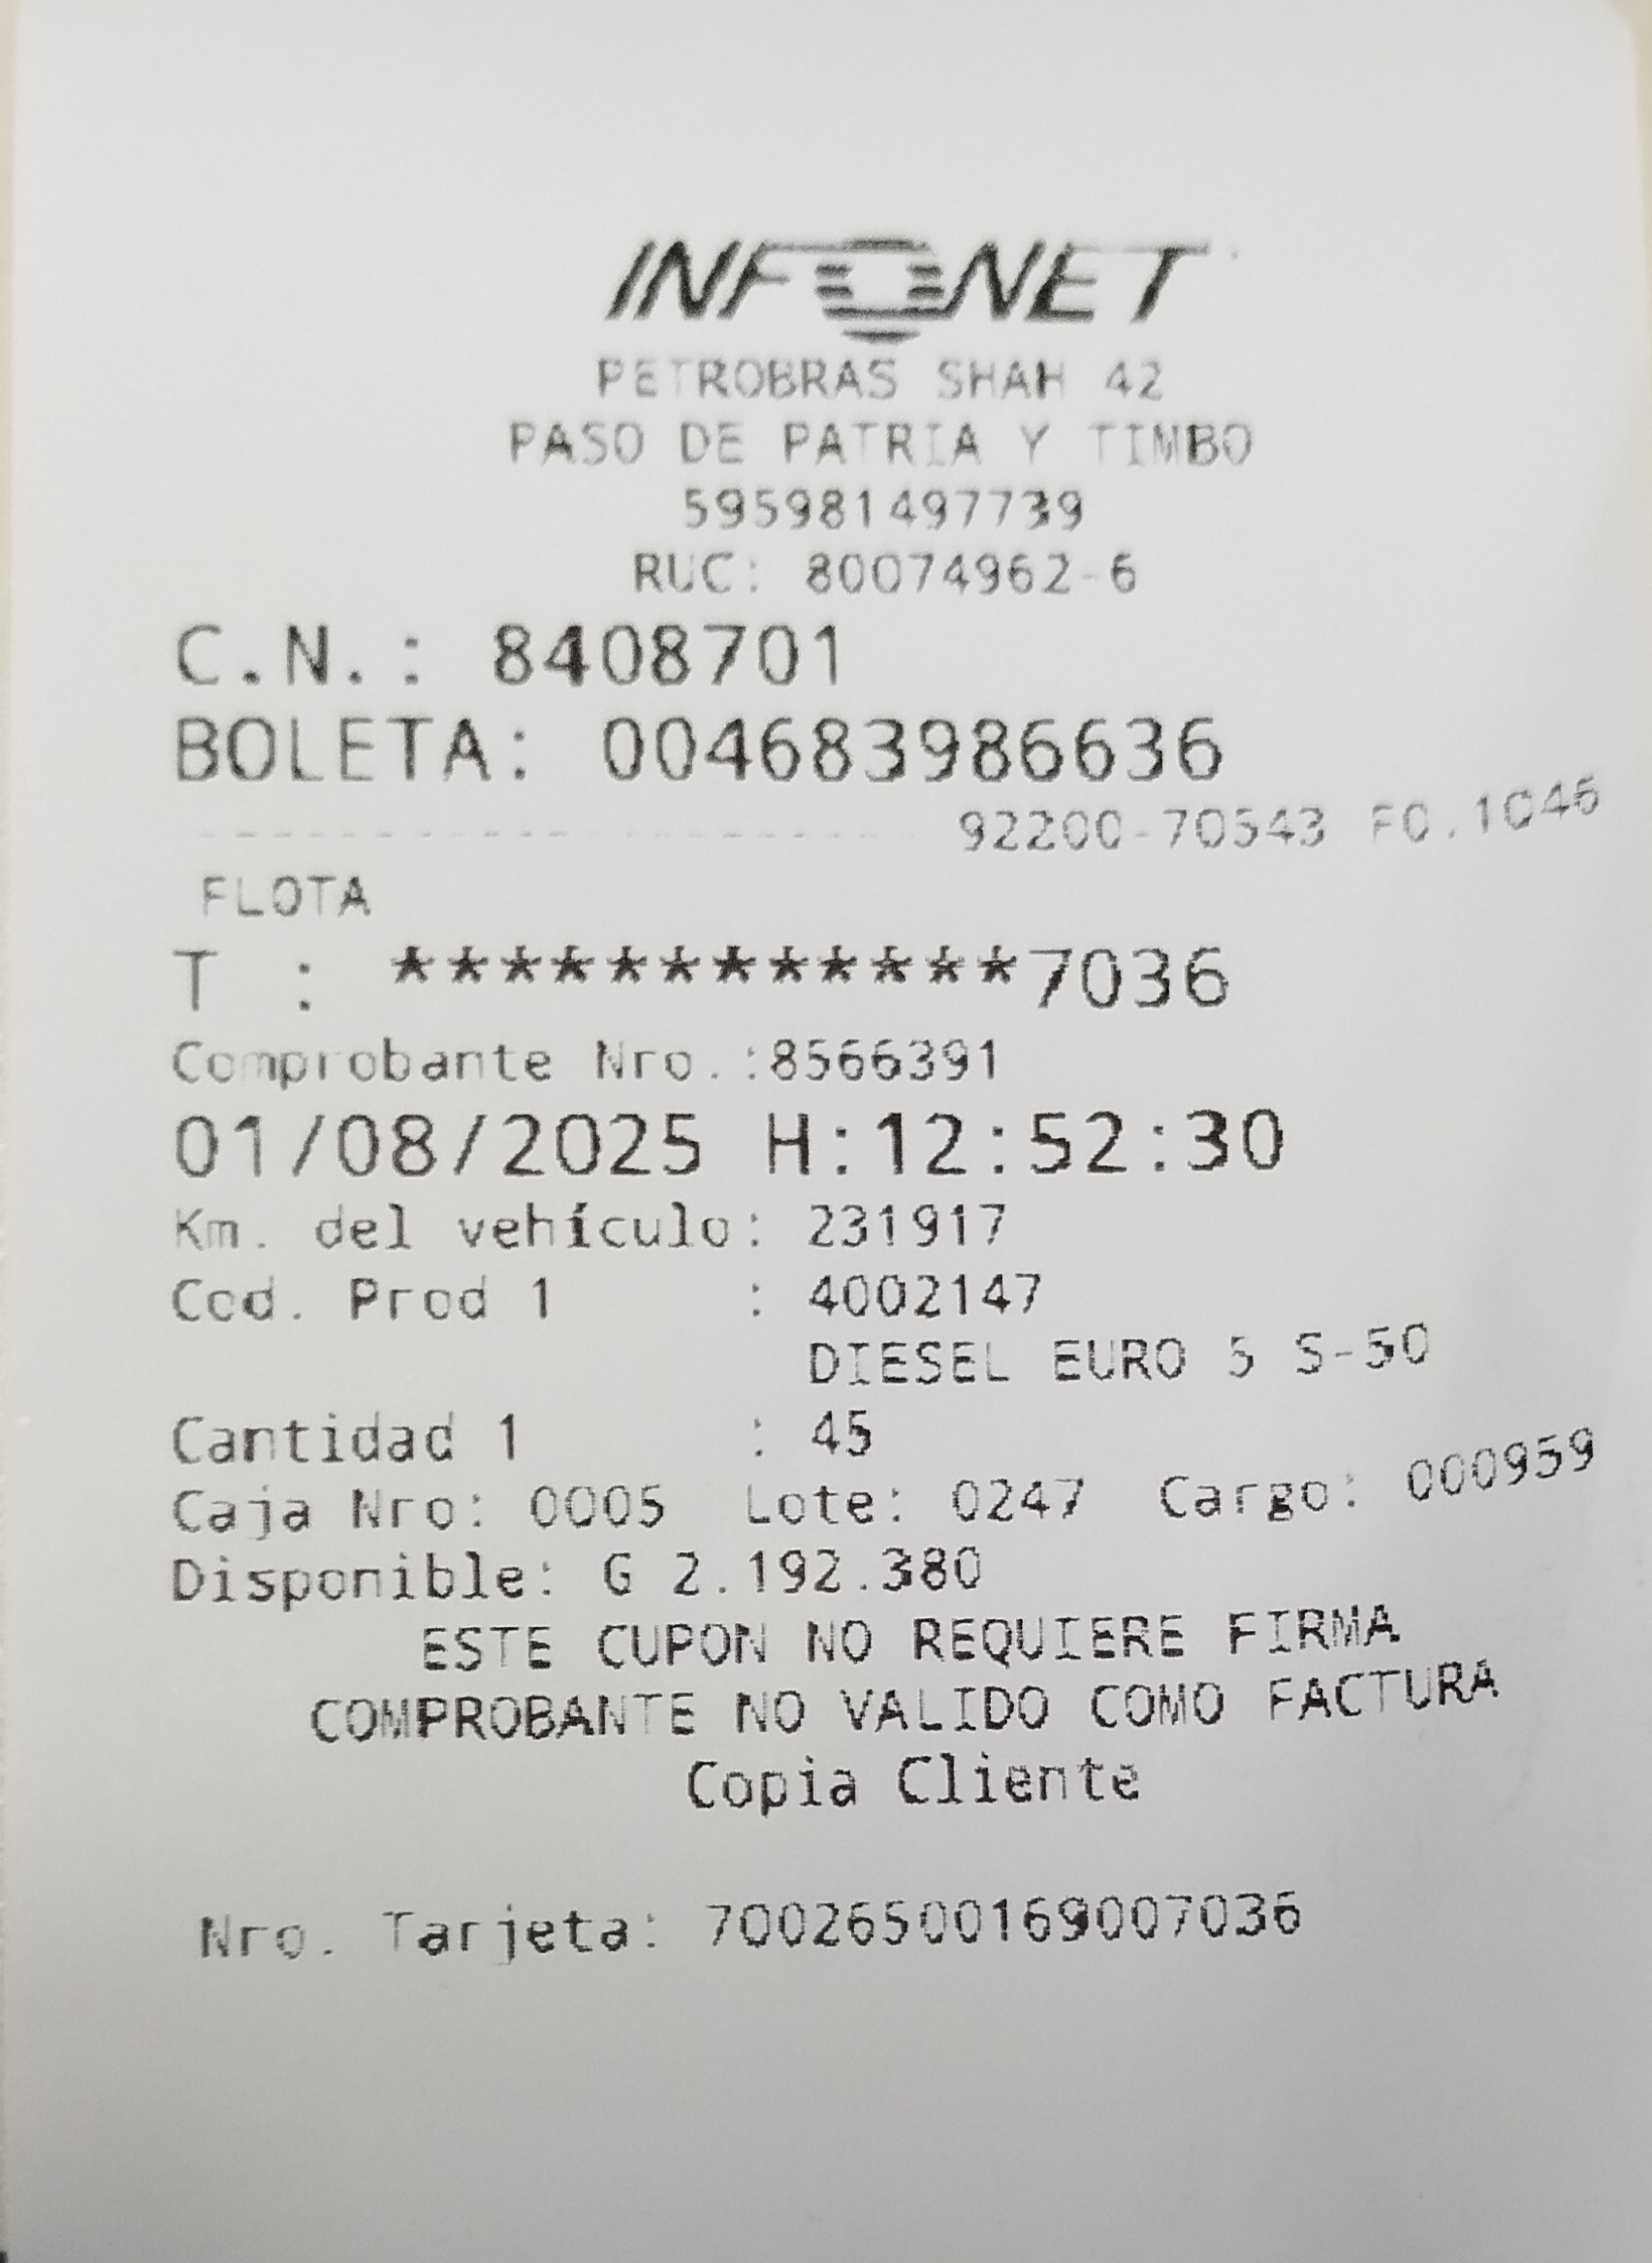 INFONET
PETROBRAS SHAH 42
PASO DE PATRIA Y TIMBO
595981497739
RUC: 80074962-6
C.N.: 8408701
BOLETA: 004683986636
--------------------- 92200-70543 F0.1046
FLOTA
T : ************7036
Comprobante Nro.:8566391
01/08/2025 H:12:52:30
Km. del vehículo: 231917
Cod. Prod 1 : 4002147
DIESEL EURO 5 S-50
Cantidad 1 : 45
Caja Nro: 0005 Lote: 0247 Cargo: 000959
Disponible: G 2.192.380
ESTE CUPON NO REQUIERE FIRMA
COMPROBANTE NO VALIDO COMO FACTURA
Copia Cliente
Nro. Tarjeta: 70026500169007036